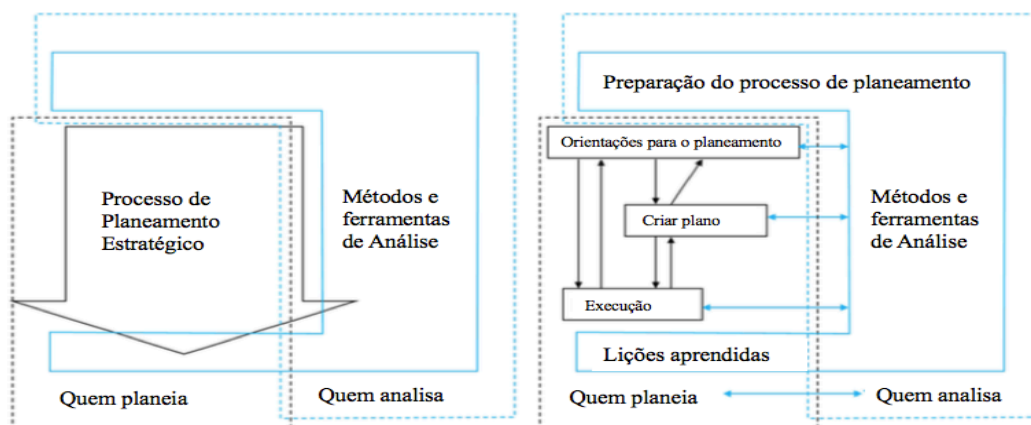 Processo de
Planeamento
Estratégico
Métodos e
ferramentas
de Análise
Quem planeia
Quem analisa
Preparação do processo de planeamento
Orientações para o planeamento
Criar plano
Execução
Métodos e
ferramentas
de Análise
Lições aprendidas
Quem planeia
Quem analisa